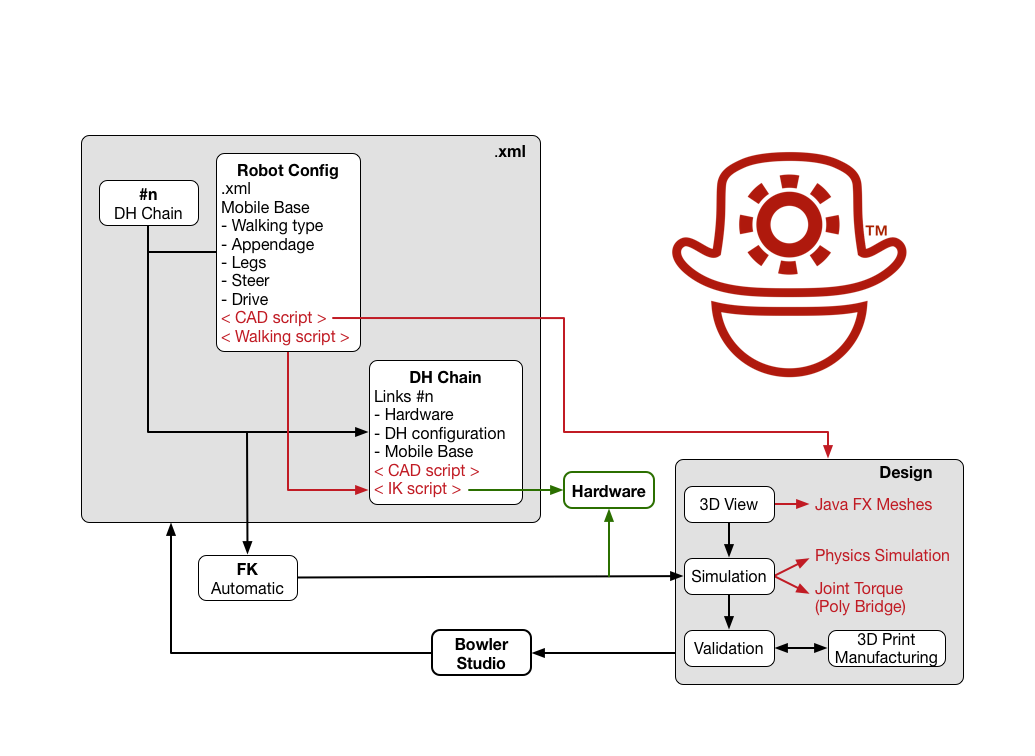 .xml
#n
DH Chain
Robot Config
.xml
Mobile Base
- Walking type
- Appendage
- Legs
- Steer
- Drive
< CAD script >
< Walking script >
TM
DH Chain
Links #n
- Hardware
- DH configuration
- Mobile Base
< CAD script >
< IK script >
Hardware
Design
3D View
Java FX Meshes
FK
Automatic
Simulation
Physics Simulation
Joint Torque
(Poly Bridge)
Bowler
Studio
Validation
3D Print
Manufacturing